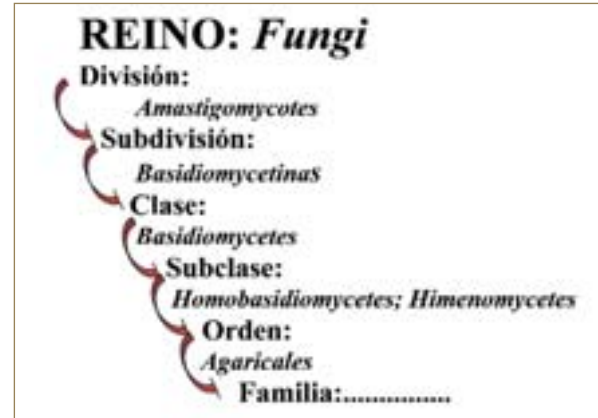 REINO: Fungi
División:
Amastigomycotes
Subdivisión:
Basidiomycetinas
Clase:
Basidiomycetes
Subclase:
Homobasidiomycetes; Himenomycetes
Orden:
Agaricales
Familia:................